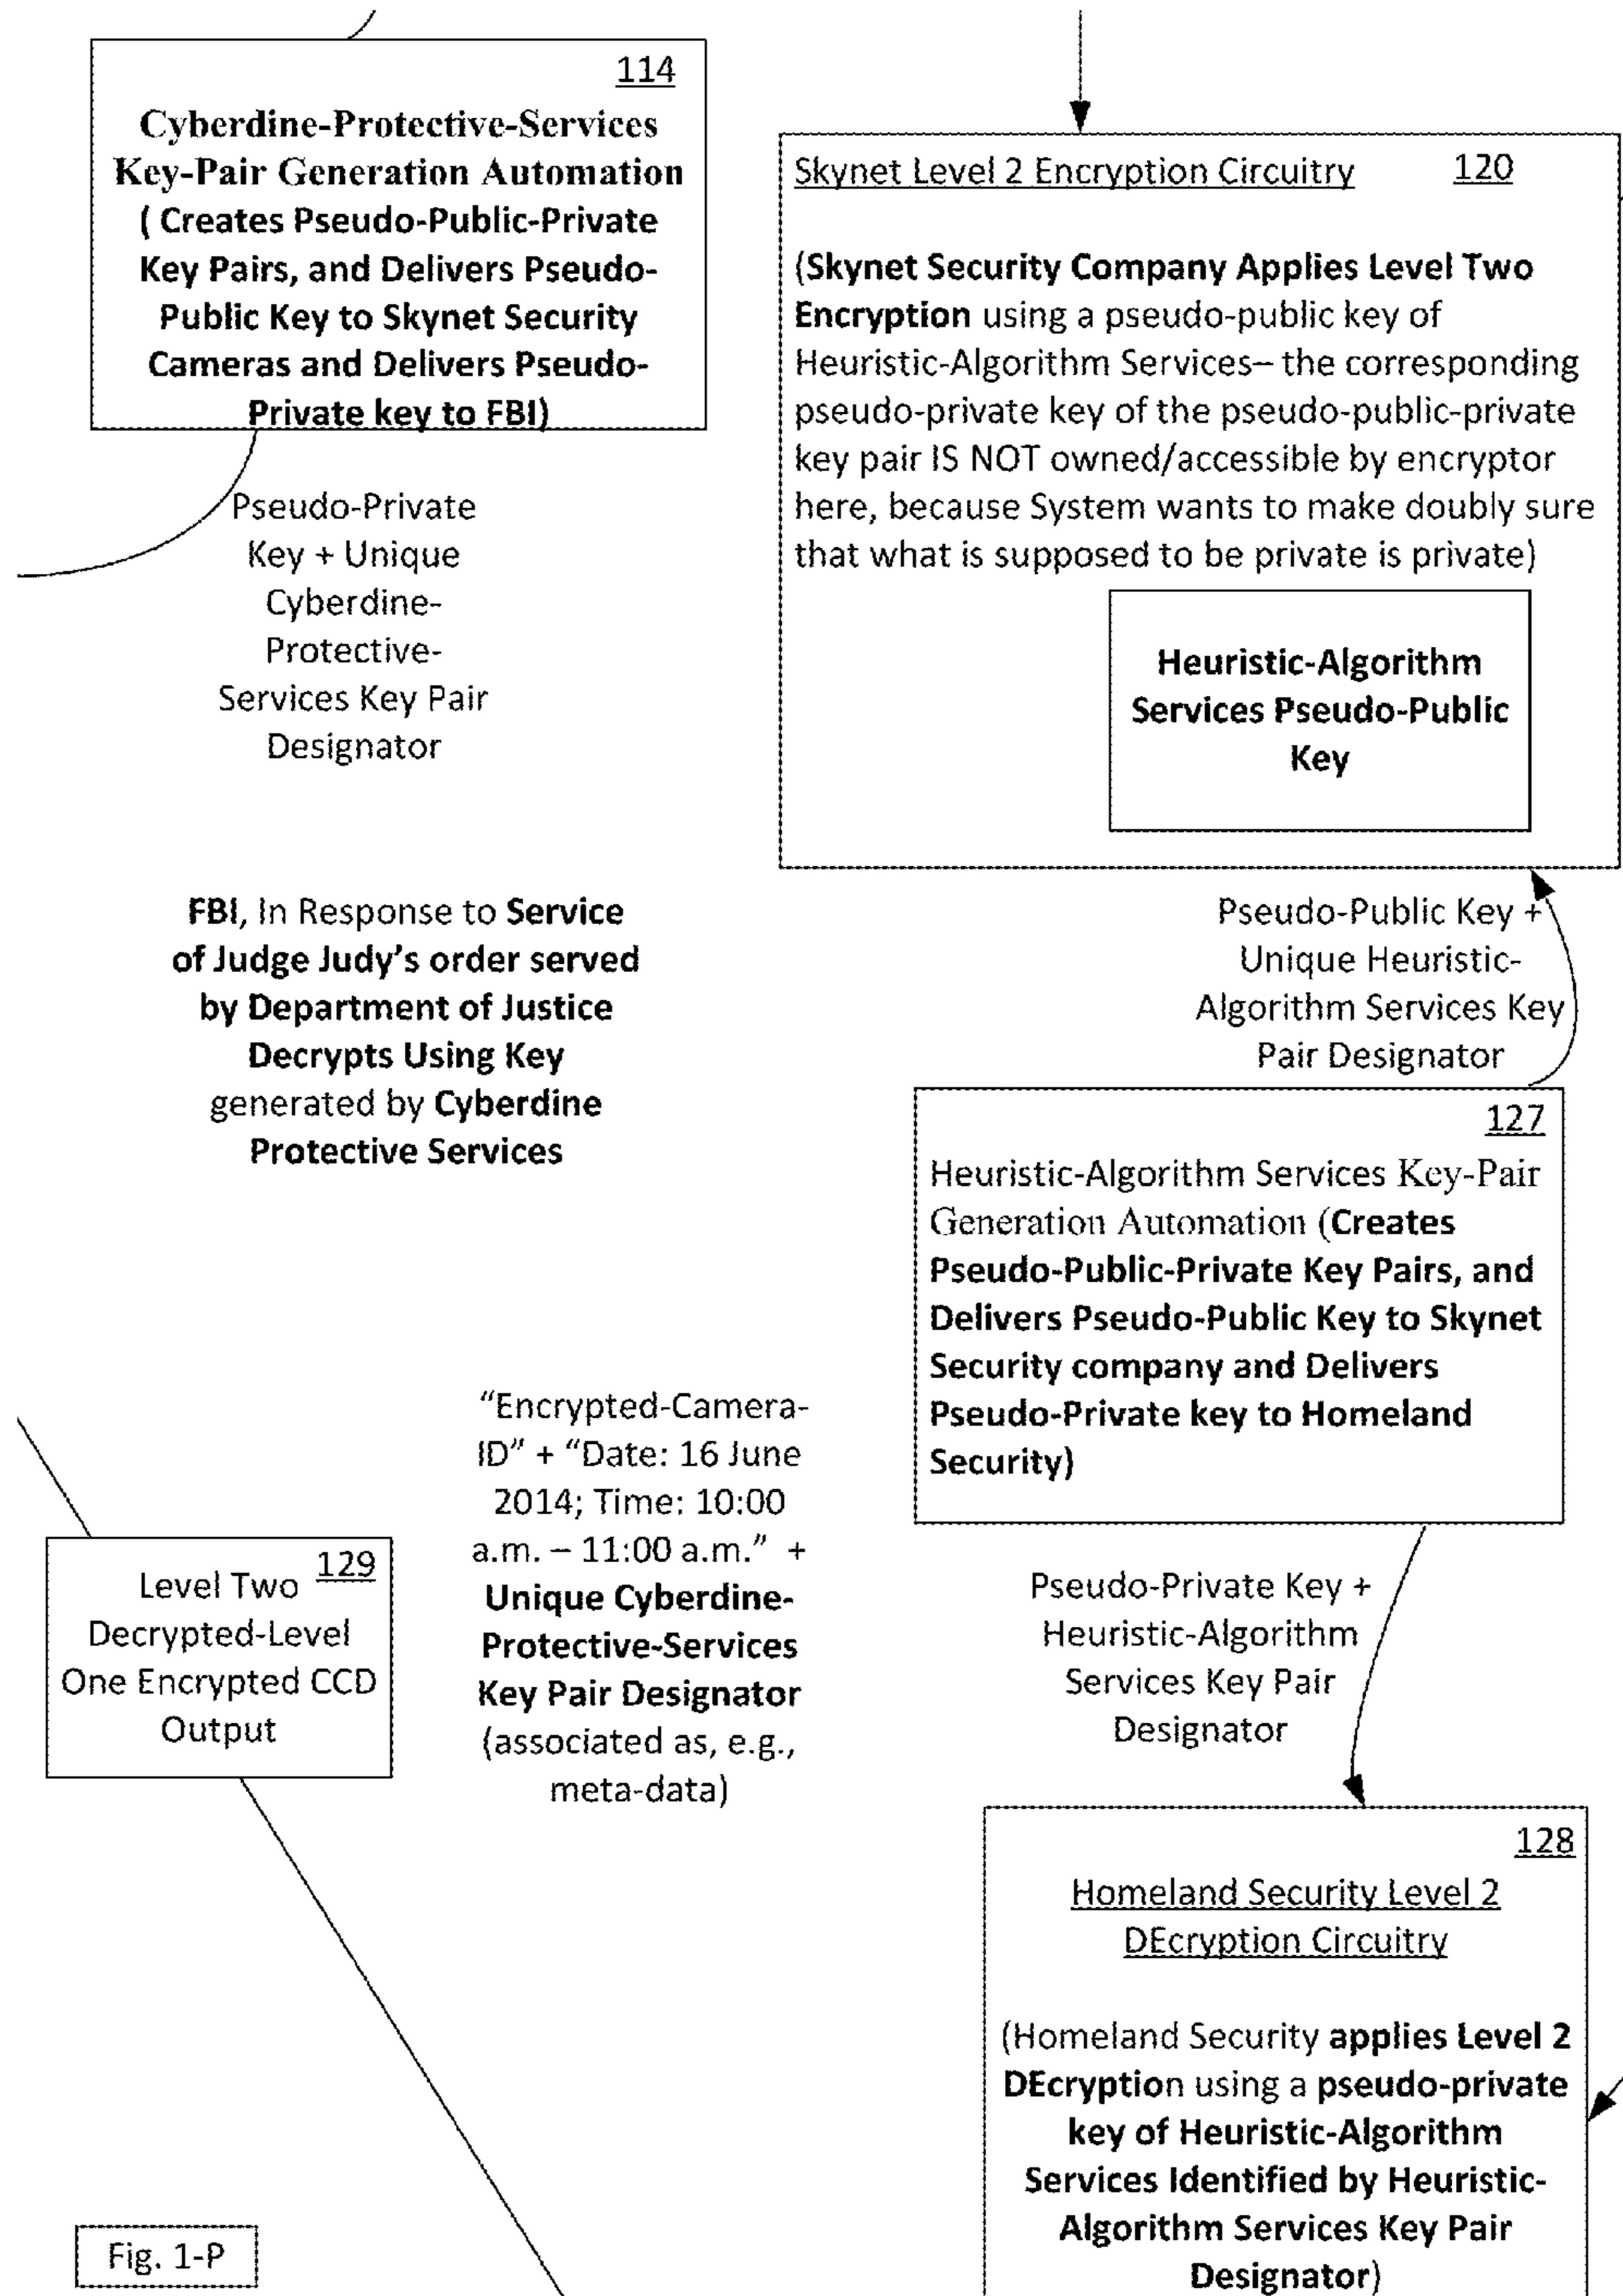 114
Cyberdine-Protective-Services
Key-Pair Generation Automation
( Creates Pseudo-Public-Private
Key Pairs, and Delivers Pseudo-
Public Key to Skynet Security
Cameras and Delivers Pseudo-
Private key to FBI)
Pseudo-Private
Key + Unique
Cyberdine-
Protective-
Services Key Pair
Designator
Skynet Level 2 Encryption Circuitry 120
(Skynet Security Company Applies Level Two
Encryption using a pseudo-public key of
Heuristic-Algorithm Services– the corresponding
pseudo-private key of the pseudo-public-private
key pair IS NOT owned/accessible by encryptor
here, because System wants to make doubly sure
that what is supposed to be private is private)
Heuristic-Algorithm
Services Pseudo-Public
Key
FBI, In Response to Service
of Judge Judy’s order served
by Department of Justice
Decrypts Using Key
generated by Cyberdine
Protective Services
Pseudo-Public Key +
Unique Heuristic-
Algorithm Services Key
Pair Designator
127
Heuristic-Algorithm Services Key-Pair
Generation Automation (Creates
Pseudo-Public-Private Key Pairs, and
Delivers Pseudo-Public Key to Skynet
Security company and Delivers
Pseudo-Private key to Homeland
Security)
“Encrypted-Camera-
ID” + “Date: 16 June
2014; Time: 10:00
a.m. – 11:00 a.m.” +
Unique Cyberdine-
Protective-Services
Key Pair Designator
(associated as, e.g.,
meta-data)
129
Level Two
Decrypted-Level
One Encrypted CCD
Output
Pseudo-Private Key +
Heuristic-Algorithm
Services Key Pair
Designator
128
Homeland Security Level 2
DEcryption Circuitry
(Homeland Security applies Level 2
DEcryption using a pseudo-private
key of Heuristic-Algorithm
Services Identified by Heuristic-
Algorithm Services Key Pair
Designator)
Fig. 1-P